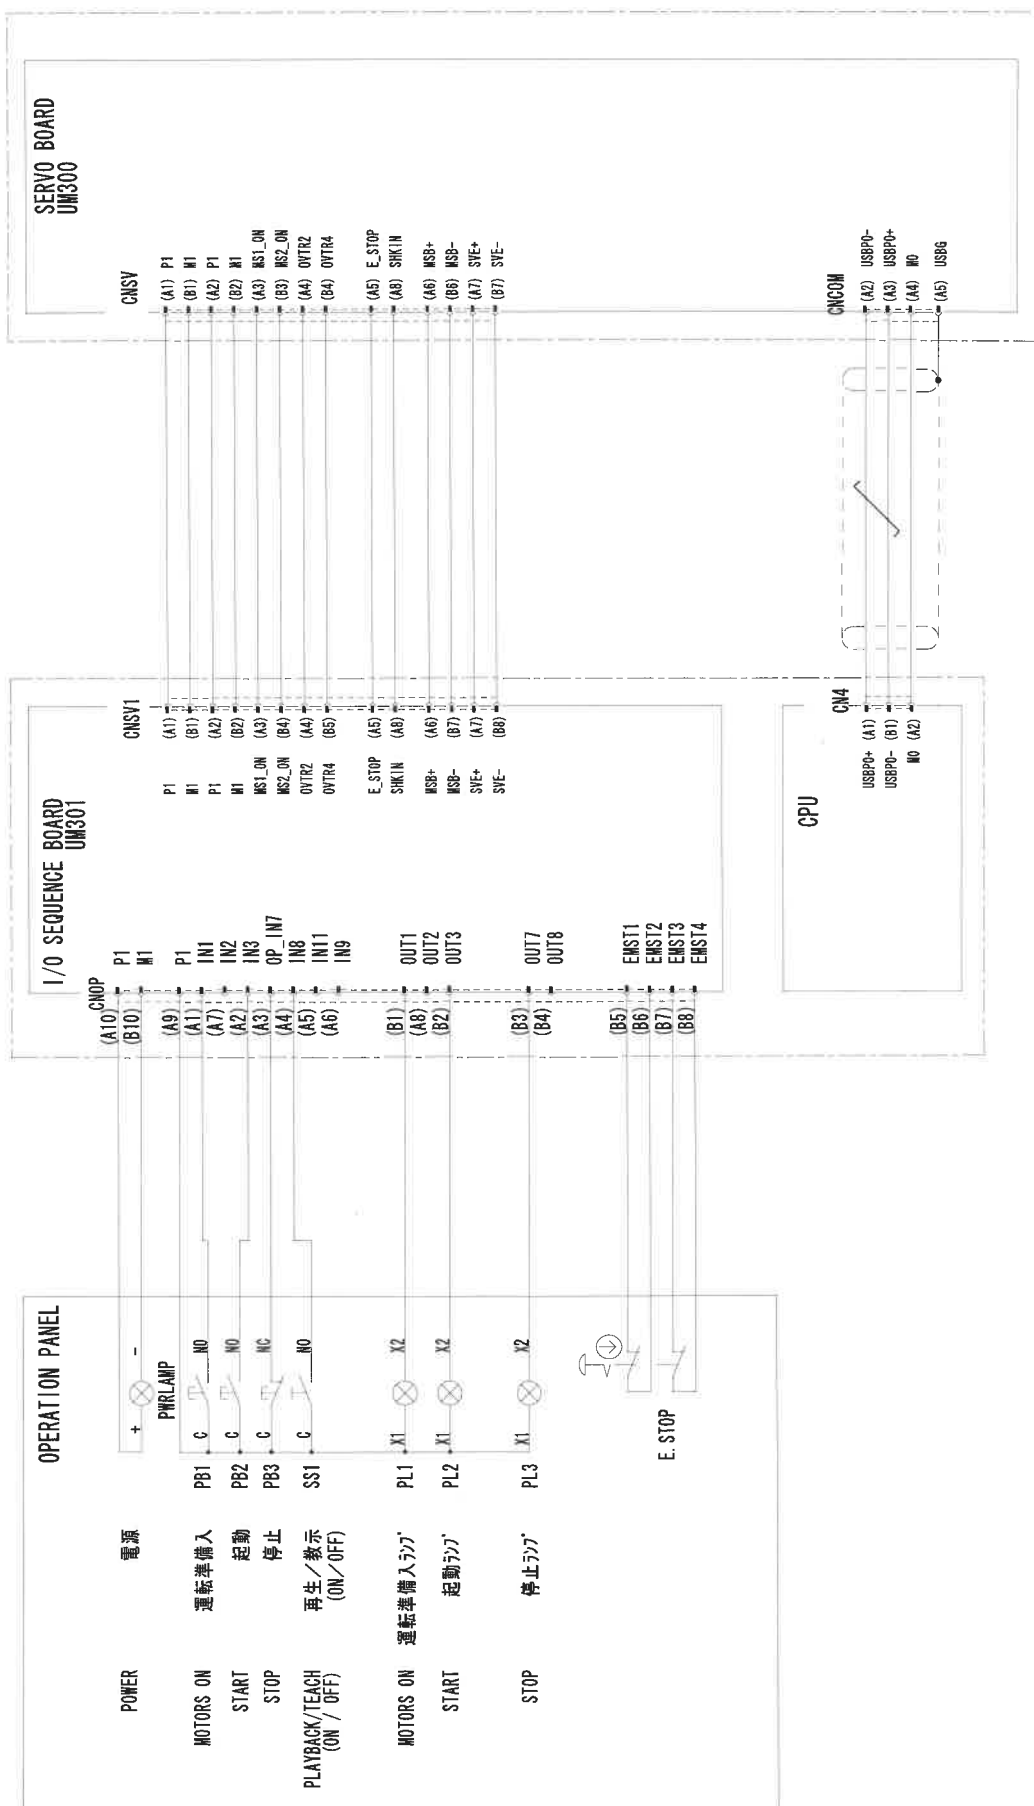 OPERATION PANEL
POWER 電源 + - PWRLAMP
MOTORS ON 運転準備入 PB1 C NO
START 起動 PB2 C NO
STOP 停止 PB3 C NC
PLAYBACK/TEACH 再生/教示 SS1 C NO
(ON / OFF) (ON/OFF)
MOTORS ON 運転準備入ﾗﾝﾌﾟ PL1 X1 X2
START 起動ﾗﾝﾌﾟ PL2 X1 X2
STOP 停止ﾗﾝﾌﾟ PL3 X1 X2
E. STOP
I/O SEQUENCE BOARD
UM301
CNOP
(A10) P1
(B10) M1
(A9) P1
(A1) IN1
(A7) IN2
(A2) IN3
(A3) OP_IN7
(A4) IN8
(A5) IN11
(A6) IN9
(B1) OUT1
(A8) OUT2
(B2) OUT3
(B3) OUT7
(B4) OUT8
(B5) EMST1
(B6) EMST2
(B7) EMST3
(B8) EMST4
CNSV1
P1 (A1)
M1 (B1)
P1 (A2)
M1 (B2)
MS1_ON (A3)
MS2_ON (B4)
OVTR2 (A4)
OVTR4 (B5)
E_STOP (A5)
SHKIN (A8)
MSB+ (A6)
MSB- (B7)
SVE+ (A7)
SVE- (B8)
CPU
CN4
USBPO+ (A1)
USBPO- (B1)
M0 (A2)
SERVO BOARD
UM300
CNSV
(A1) P1
(B1) M1
(A2) P1
(B2) M1
(A3) MS1_ON
(B3) MS2_ON
(A4) OVTR2
(B4) OVTR4
(A5) E_STOP
(A8) SHKIN
(A6) MSB+
(B6) MSB-
(A7) SVE+
(B7) SVE-
CNCOM
(A2) USBPO-
(A3) USBPO+
(A4) M0
(A5) USBG